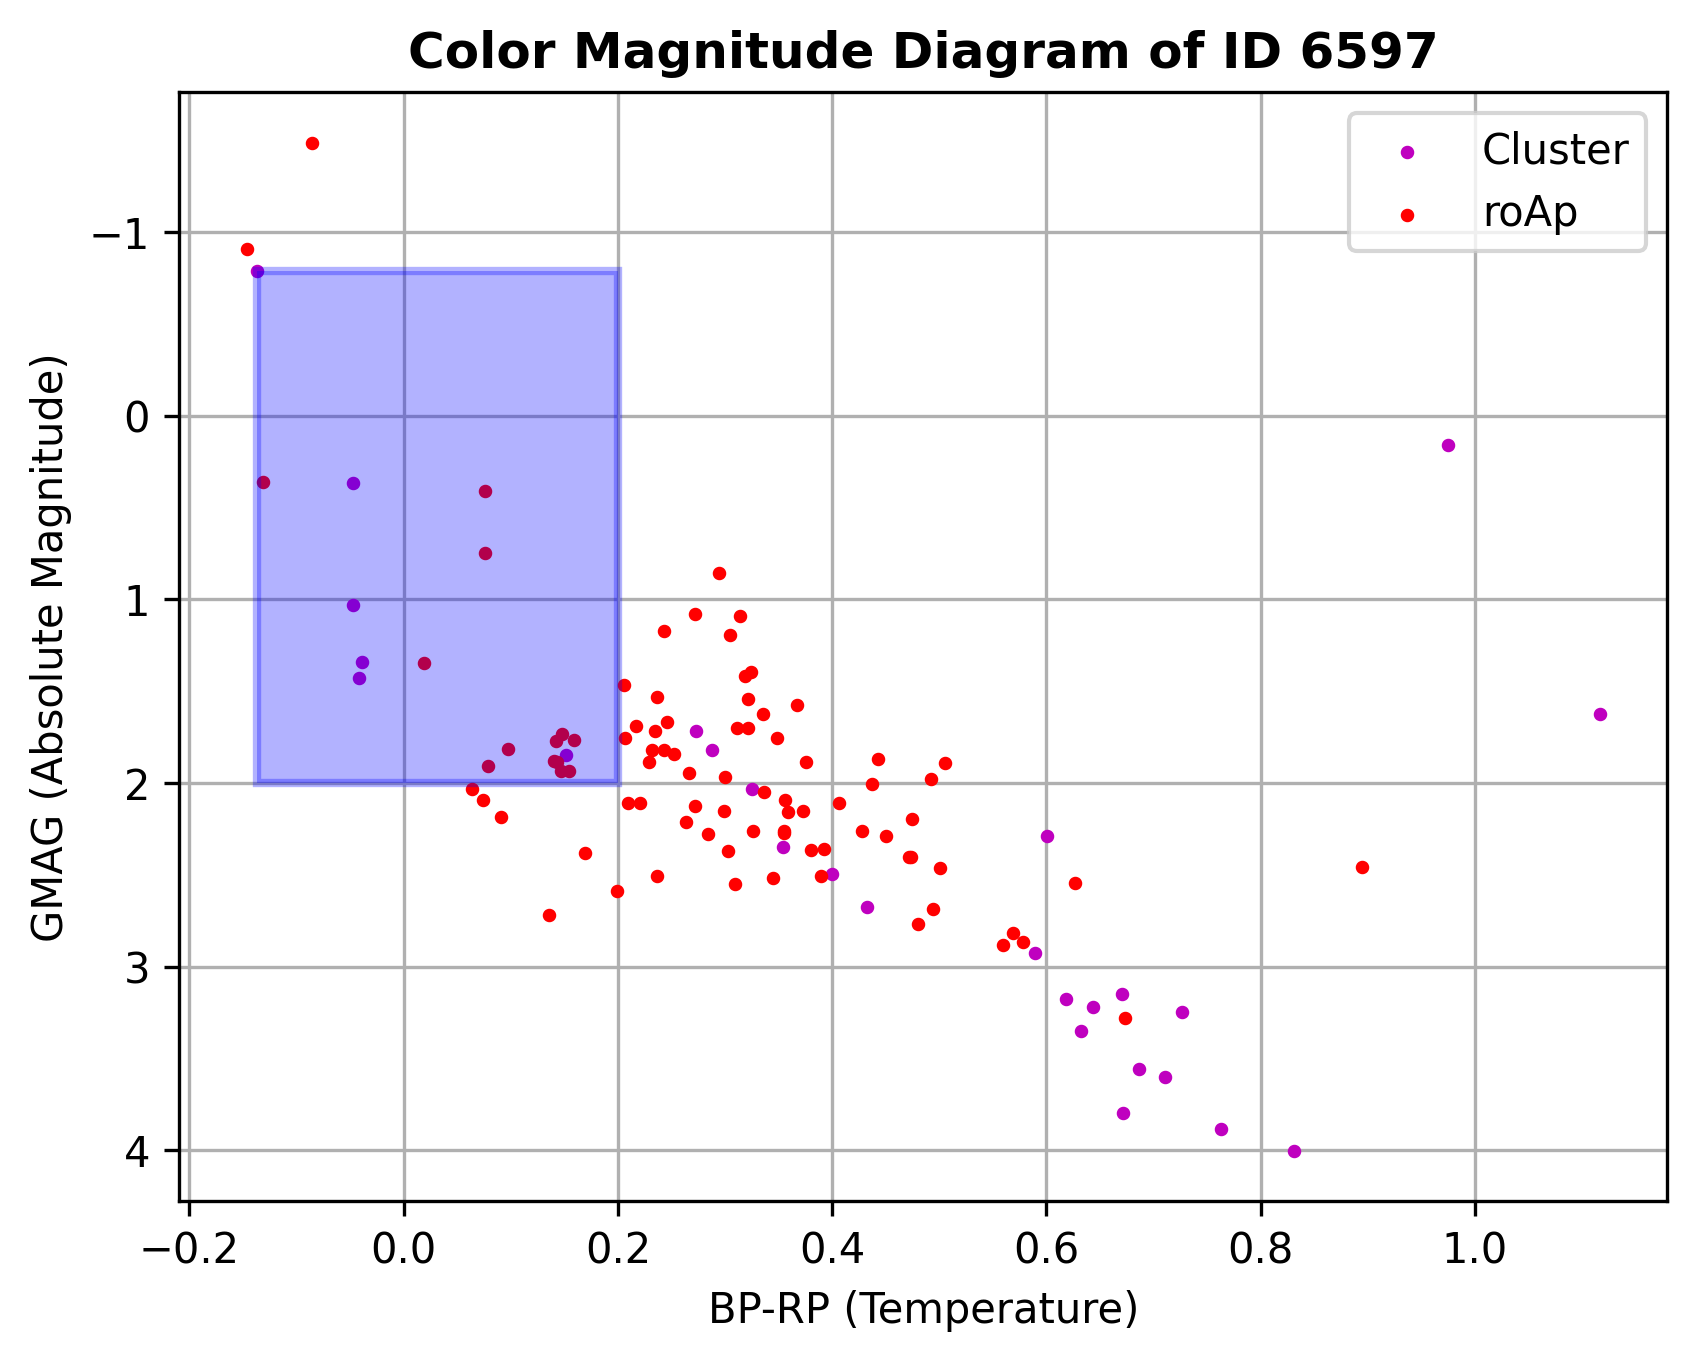 Color Magnitude Diagram of ID 6597
Cluster
roAp
GMAG (Absolute Magnitude)
−1
0
1
2
3
4
−0.2 0.0 0.2 0.4 0.6 0.8 1.0
BP-RP (Temperature)